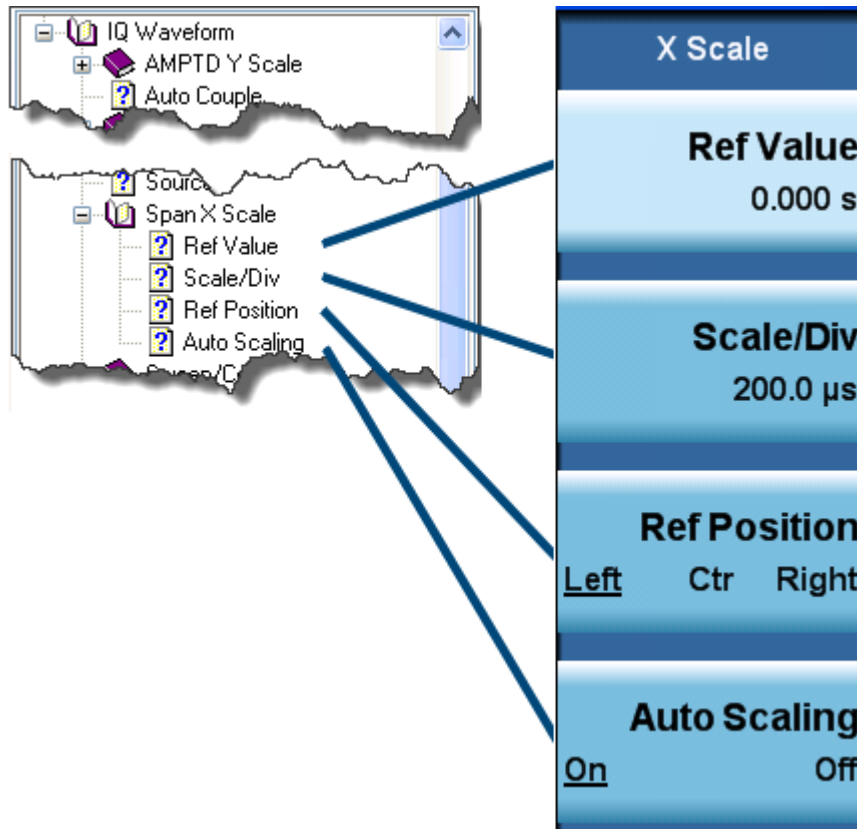 IQ Waveform
AMPTD Y Scale
Auto Couple
Source
Span X Scale
Ref Value
Scale/Div
Ref Position
Auto Scaling
X Scale
Ref Value
0.000 s
Scale/Div
200.0 µs
Ref Position
Left Ctr Right
Auto Scaling
On Off